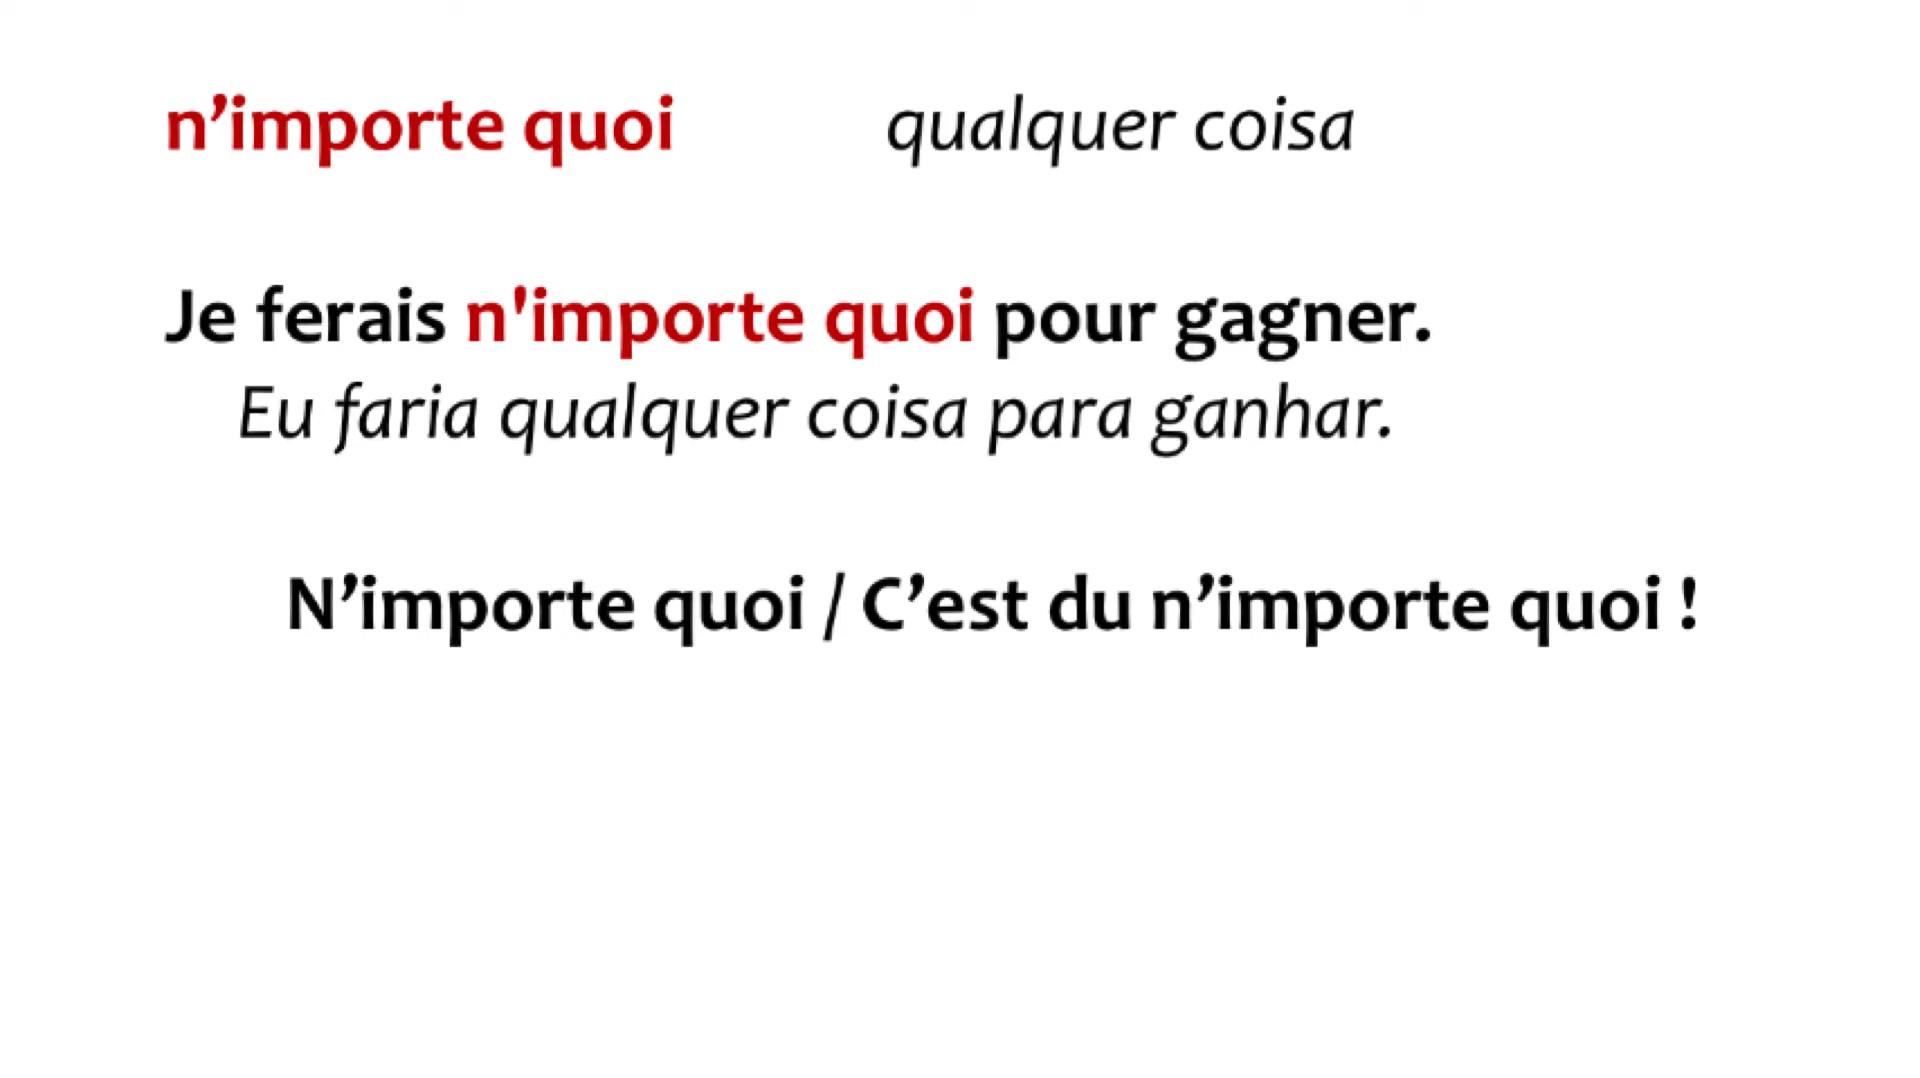 n’importe quoi qualquer coisa
Je ferais n'importe quoi pour gagner.
Eu faria qualquer coisa para ganhar.
N’importe quoi / C’est du n’importe quoi !